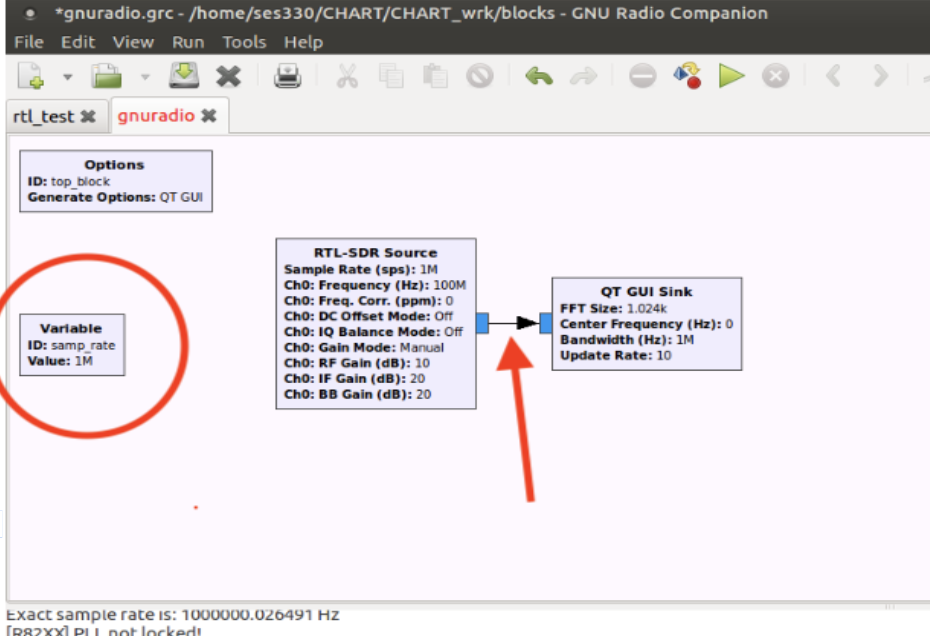 *gnuradio.grc - /home/ses330/CHART/CHART_wrk/blocks - GNU Radio Companion
File Edit View Run Tools Help
rtl_test gnuradio
Options
ID: top_block
Generate Options: QT GUI
Variable
ID: samp_rate
Value: 1M
RTL-SDR Source
Sample Rate (sps): 1M
Ch0: Frequency (Hz): 100M
Ch0: Freq. Corr. (ppm): 0
Ch0: DC Offset Mode: Off
Ch0: IQ Balance Mode: Off
Ch0: Gain Mode: Manual
Ch0: RF Gain (dB): 10
Ch0: IF Gain (dB): 20
Ch0: BB Gain (dB): 20
QT GUI Sink
FFT Size: 1.024k
Center Frequency (Hz): 0
Bandwidth (Hz): 1M
Update Rate: 10
Exact sample rate is: 1000000.026491 Hz
[R82XX] PLL not locked!